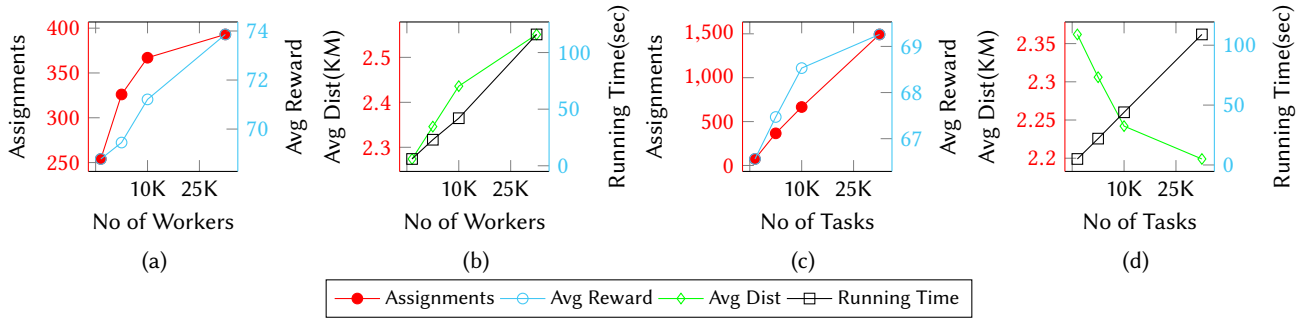 400
350
300
250
Assignments
74
72
70
Avg Reward
10K 25K
No of Workers
(a)
2.5
2.4
2.3
Avg Dist(KM)
100
50
0
Running Time(sec)
10K 25K
No of Workers
(b)
1,500
1,000
500
0
Assignments
69
68
67
Avg Reward
10K 25K
No of Tasks
(c)
2.35
2.3
2.25
2.2
Avg Dist(KM)
100
50
0
Running Time(sec)
10K 25K
No of Tasks
(d)
Assignments Avg Reward Avg Dist Running Time